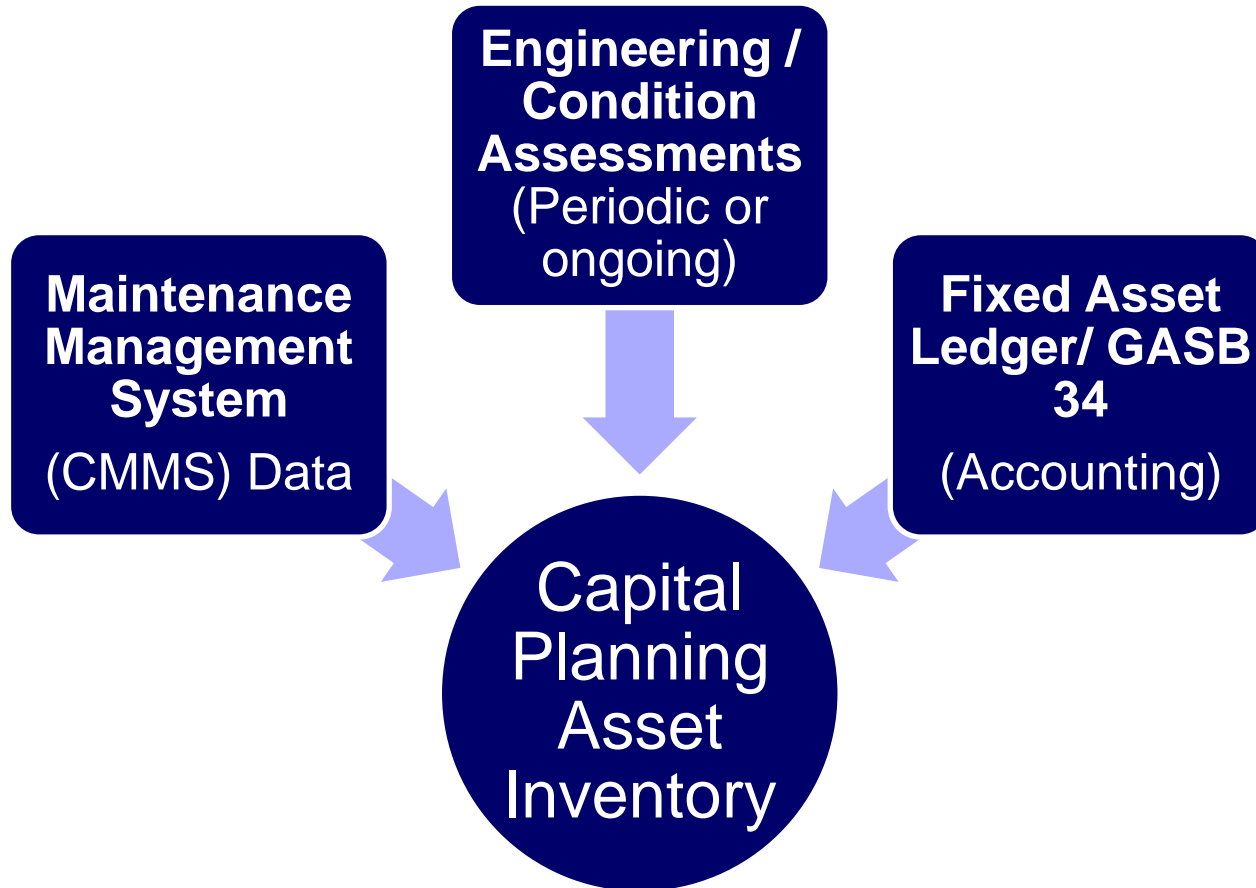 Engineering /
Condition
Assessments
(Periodic or
ongoing)
Maintenance
Management
System
(CMMS) Data
Fixed Asset
Ledger/ GASB
34
(Accounting)
Capital
Planning
Asset
Inventory